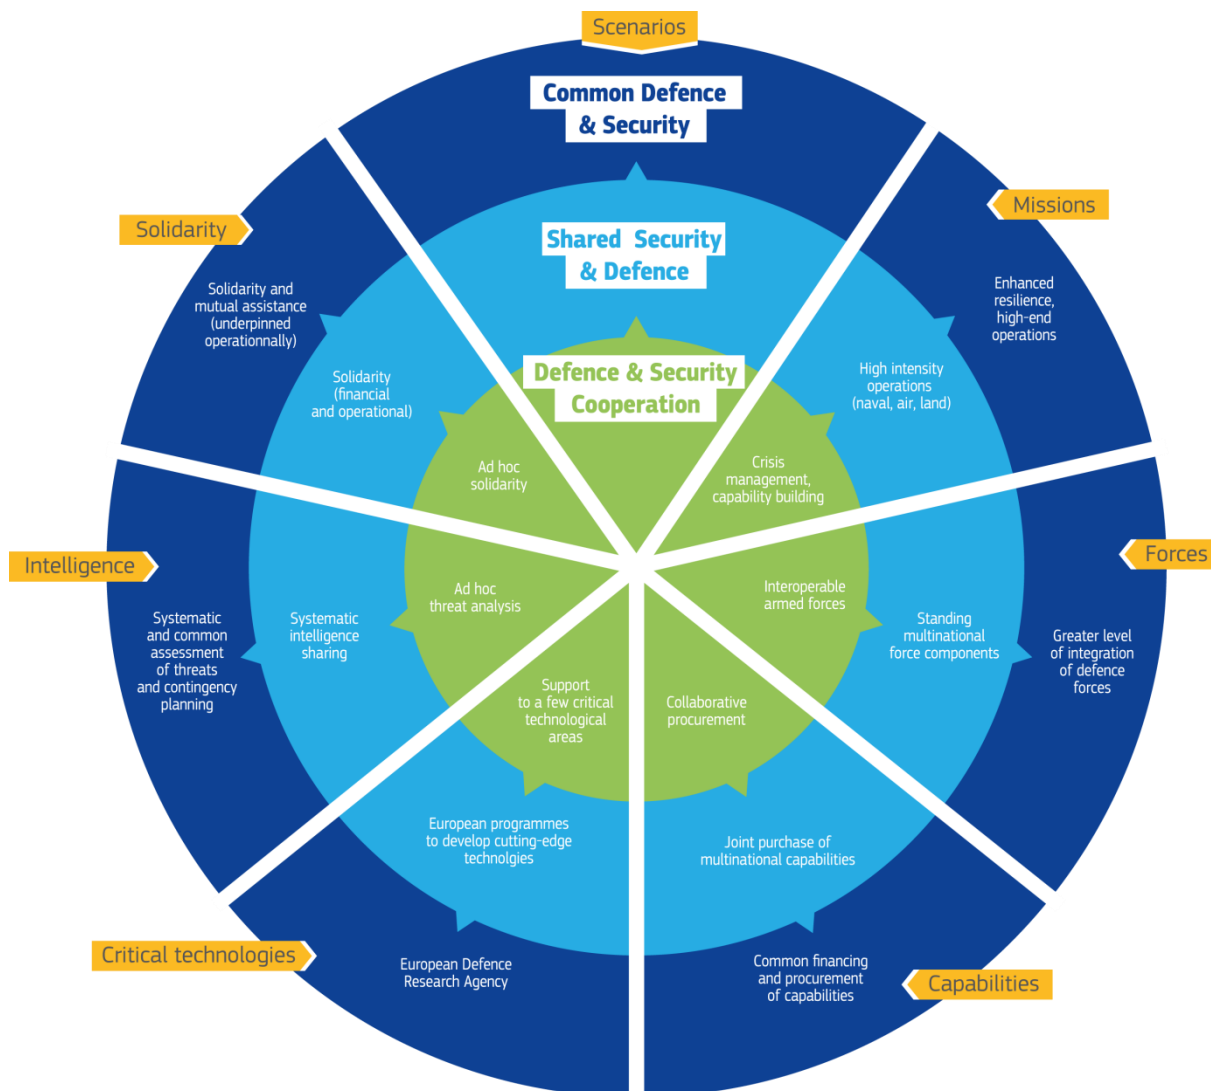 Scenarios
Common Defence
& Security
Shared Security
& Defence
Defence & Security
Cooperation
Missions
Enhanced
resilience,
high-end
operations
High intensity
operations
(naval, air, land)
Crisis
management,
capability building
Forces
Greater level
of integration
of defence
forces
Standing
multinational
force components
Interoperable
armed forces
Capabilities
Common financing
and procurement
of capabilities
Joint purchase of
multinational capabilities
Collaborative
procurement
Critical technologies
European Defence
Research Agency
European programmes
to develop cutting-edge
technolgies
Support
to a few critical
technological
areas
Intelligence
Systematic
and common
assessment
of threats
and contingency
planning
Systematic
intelligence
sharing
Ad hoc
threat analysis
Solidarity
Solidarity and
mutual assistance
(underpinned
operationnally)
Solidarity
(financial
and operational)
Ad hoc
solidarity